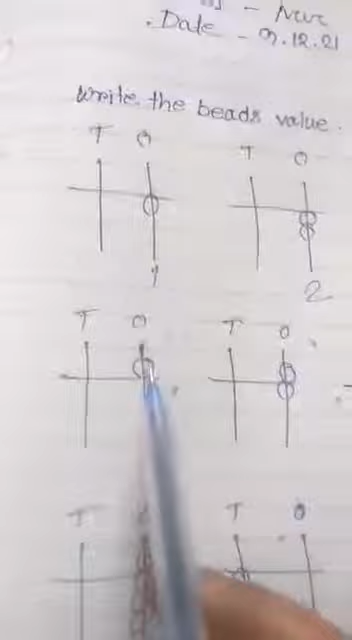 Date - 9.12.21
Write the beads value.
T O T O
1 2
T O T O
T T O